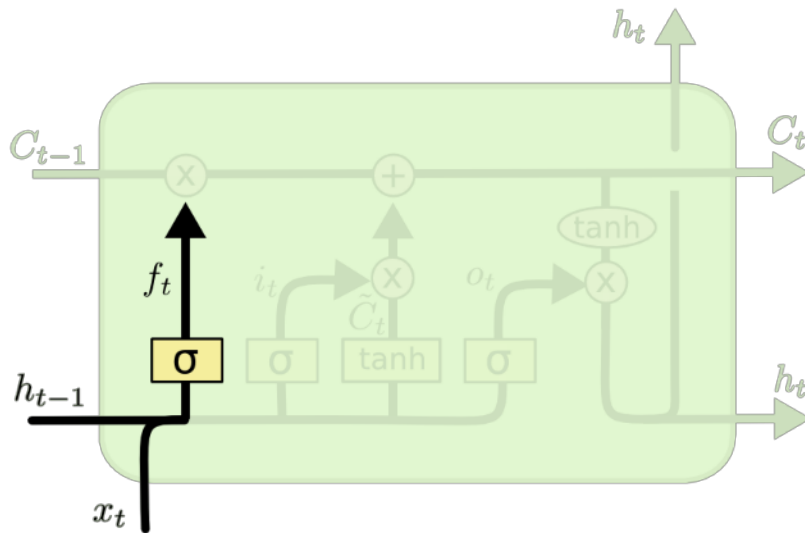 h_t
C_{t-1}
C_t
×
+
tanh
f_t
i_t
×
o_t
×
C̃_t
σ
σ
tanh
σ
h_{t-1}
h_t
x_t